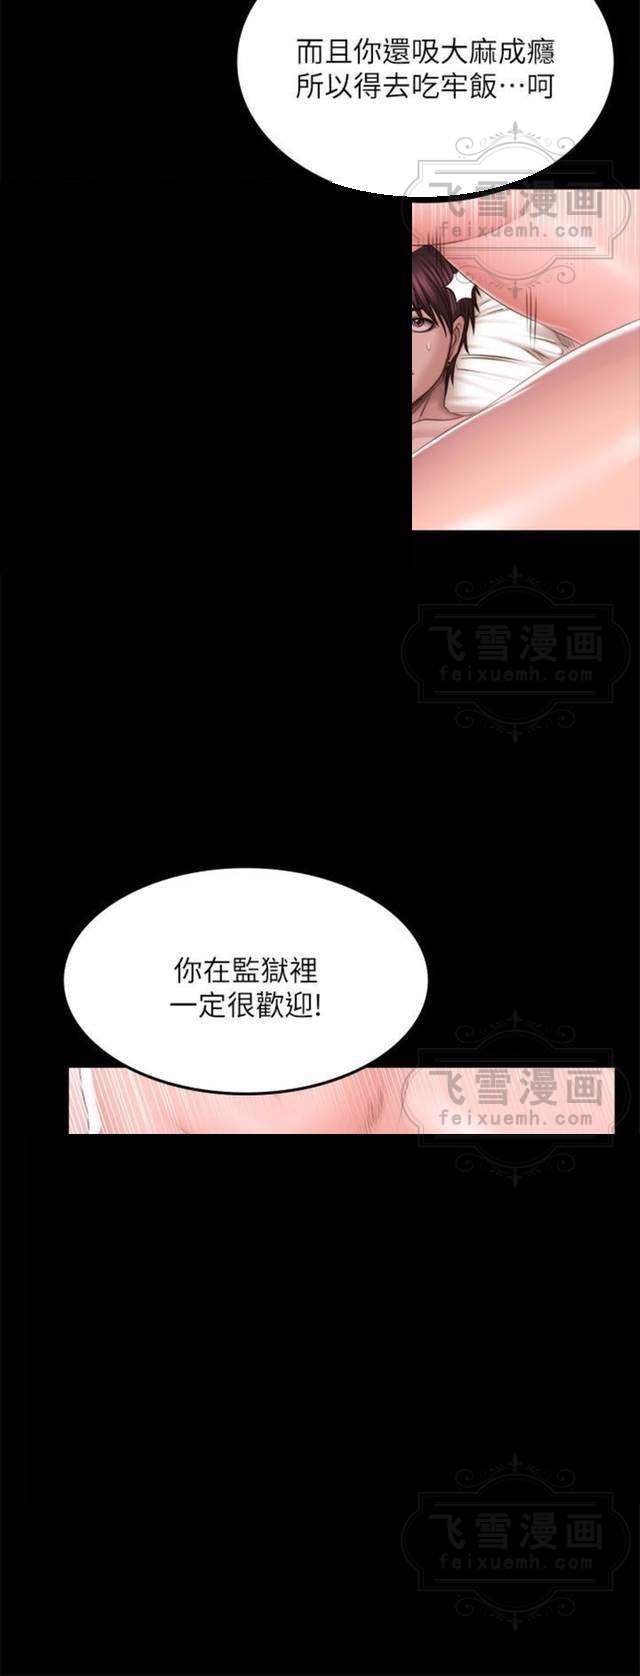 而且你還吸大麻成癮
所以得去吃牢飯…呵
飞雪漫画
feixuemh.com
飞雪漫画
feixuemh.com
你在監獄裡
一定很歡迎!
飞雪漫画
feixuemh.com
飞雪漫画
feixuemh.com